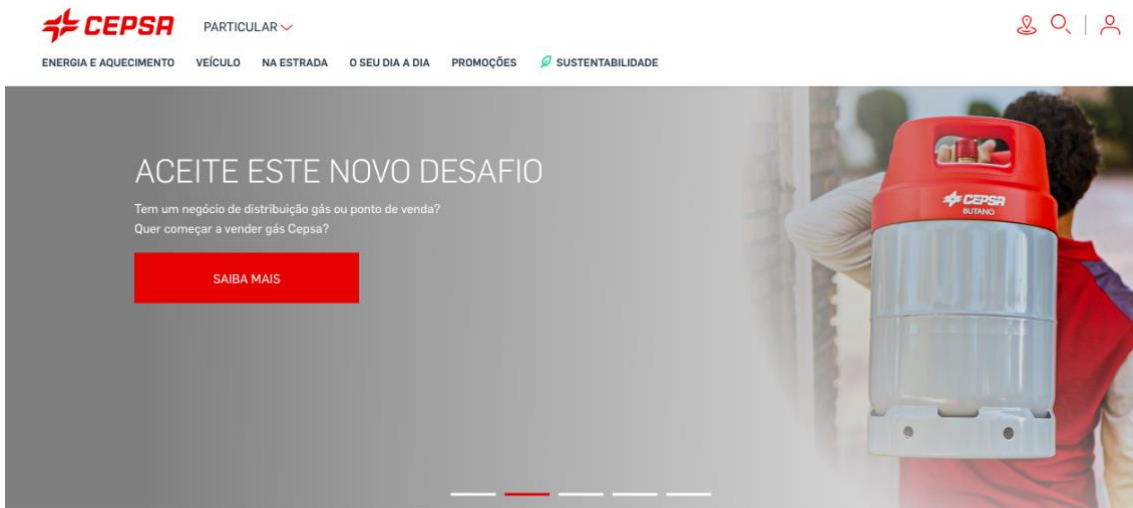 CEPSA
PARTICULAR
ENERGIA E AQUECIMENTO
VEÍCULO
NA ESTRADA
O SEU DIA A DIA
PROMOÇÕES
SUSTENTABILIDADE
ACEITE ESTE NOVO DESAFIO
Tem um negócio de distribuição gás ou ponto de venda?
Quer começar a vender gás Cepsa?
SAIBA MAIS
CEPSA
BUTANO